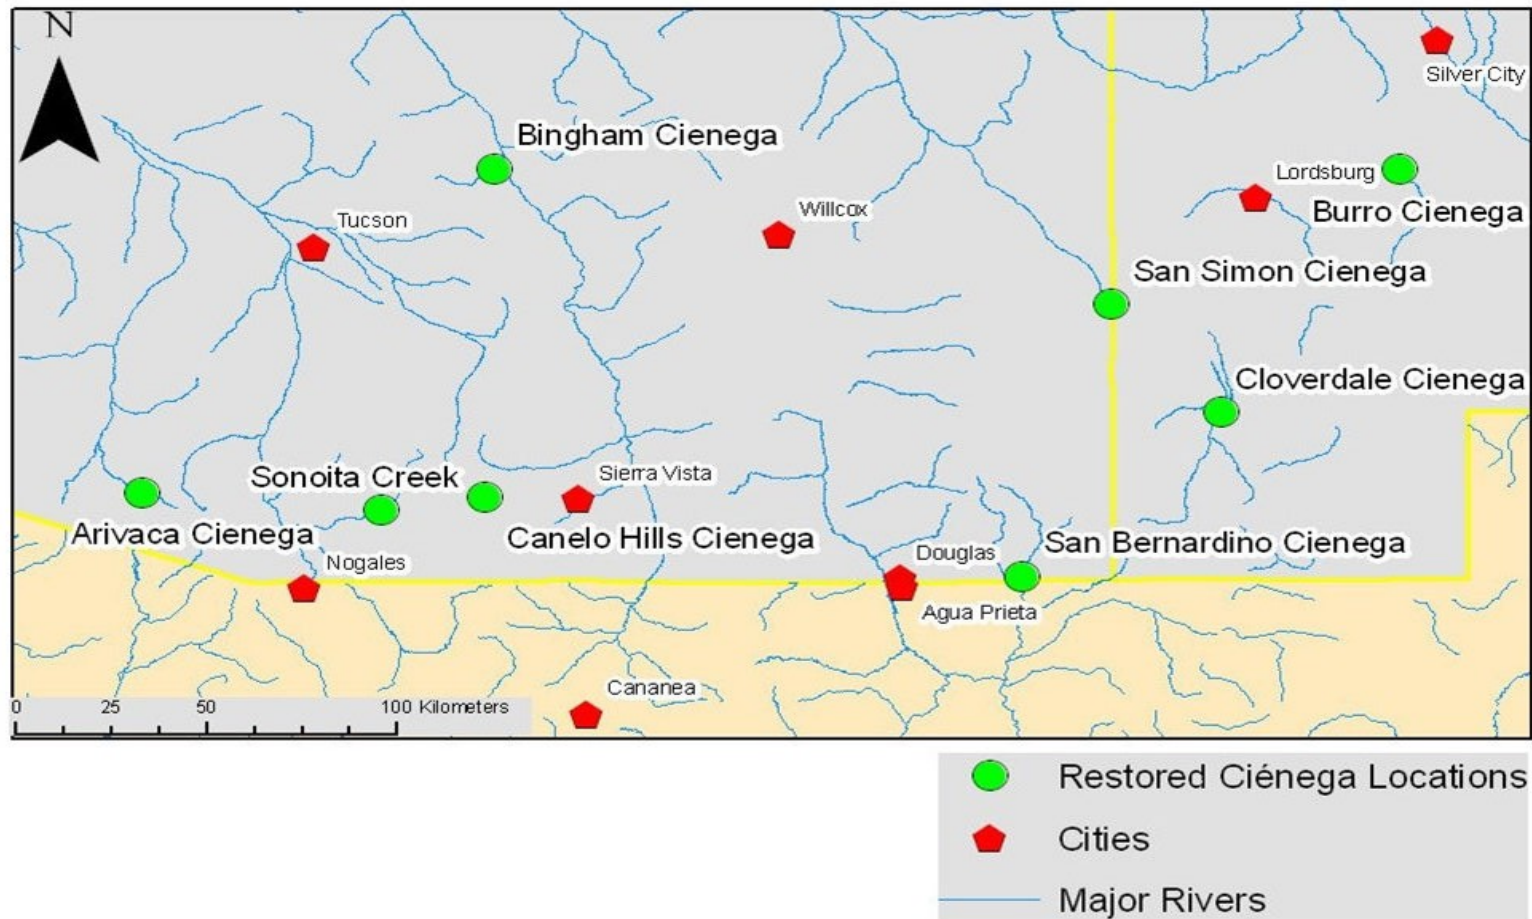 N
Silver City
Bingham Cienega
Lordsburg
Burro Cienega
Tucson
Willcox
San Simon Cienega
Cloverdale Cienega
Sonoita Creek
Sierra Vista
Arivaca Cienega
Canelo Hills Cienega
San Bernardino Cienega
Nogales
Douglas
Agua Prieta
Cananea
0 25 50 100 Kilometers
Restored Ciénega Locations
Cities
Major Rivers